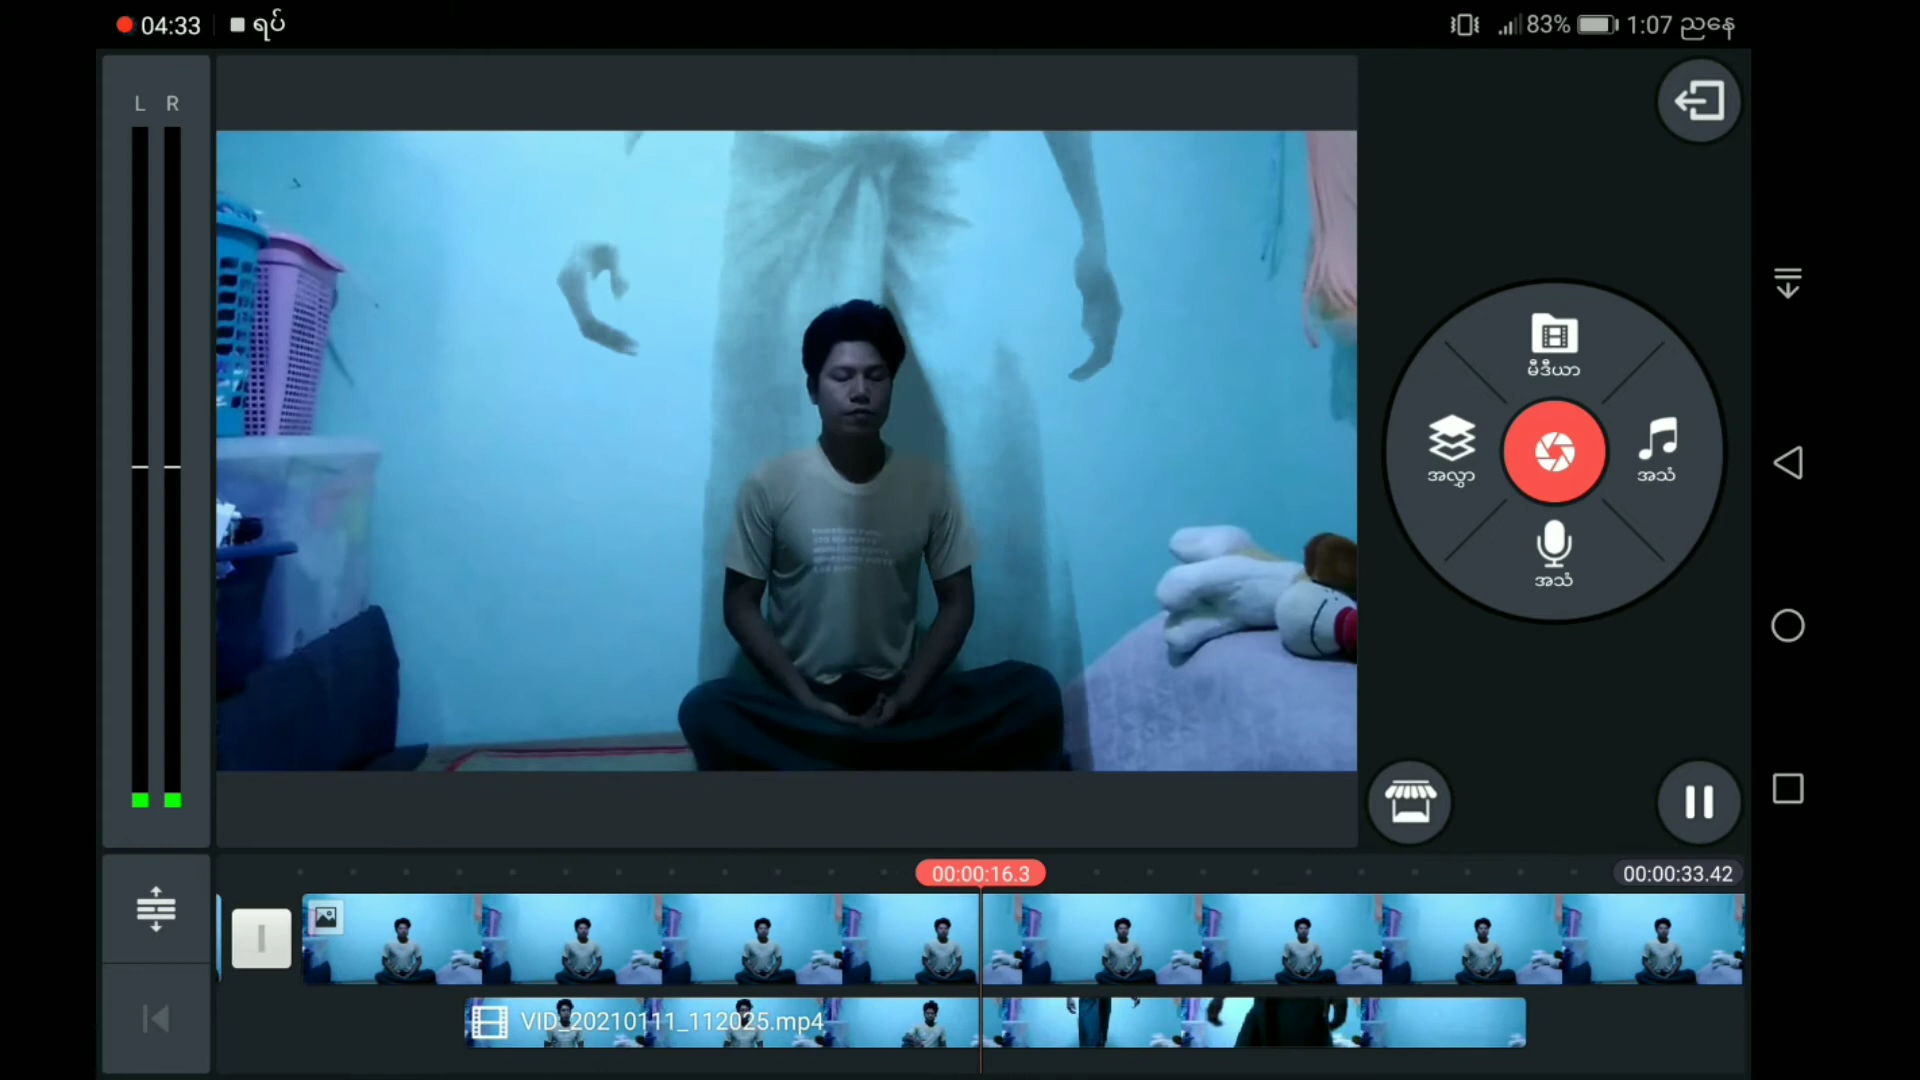 04:33 ရပ်
83% 1:07 ညနေ
L R
မီဒီယာ
အလွှာ
အသံ
အသံ
00:00:16.3
00:00:33.42
VID_20210111_112025.mp4